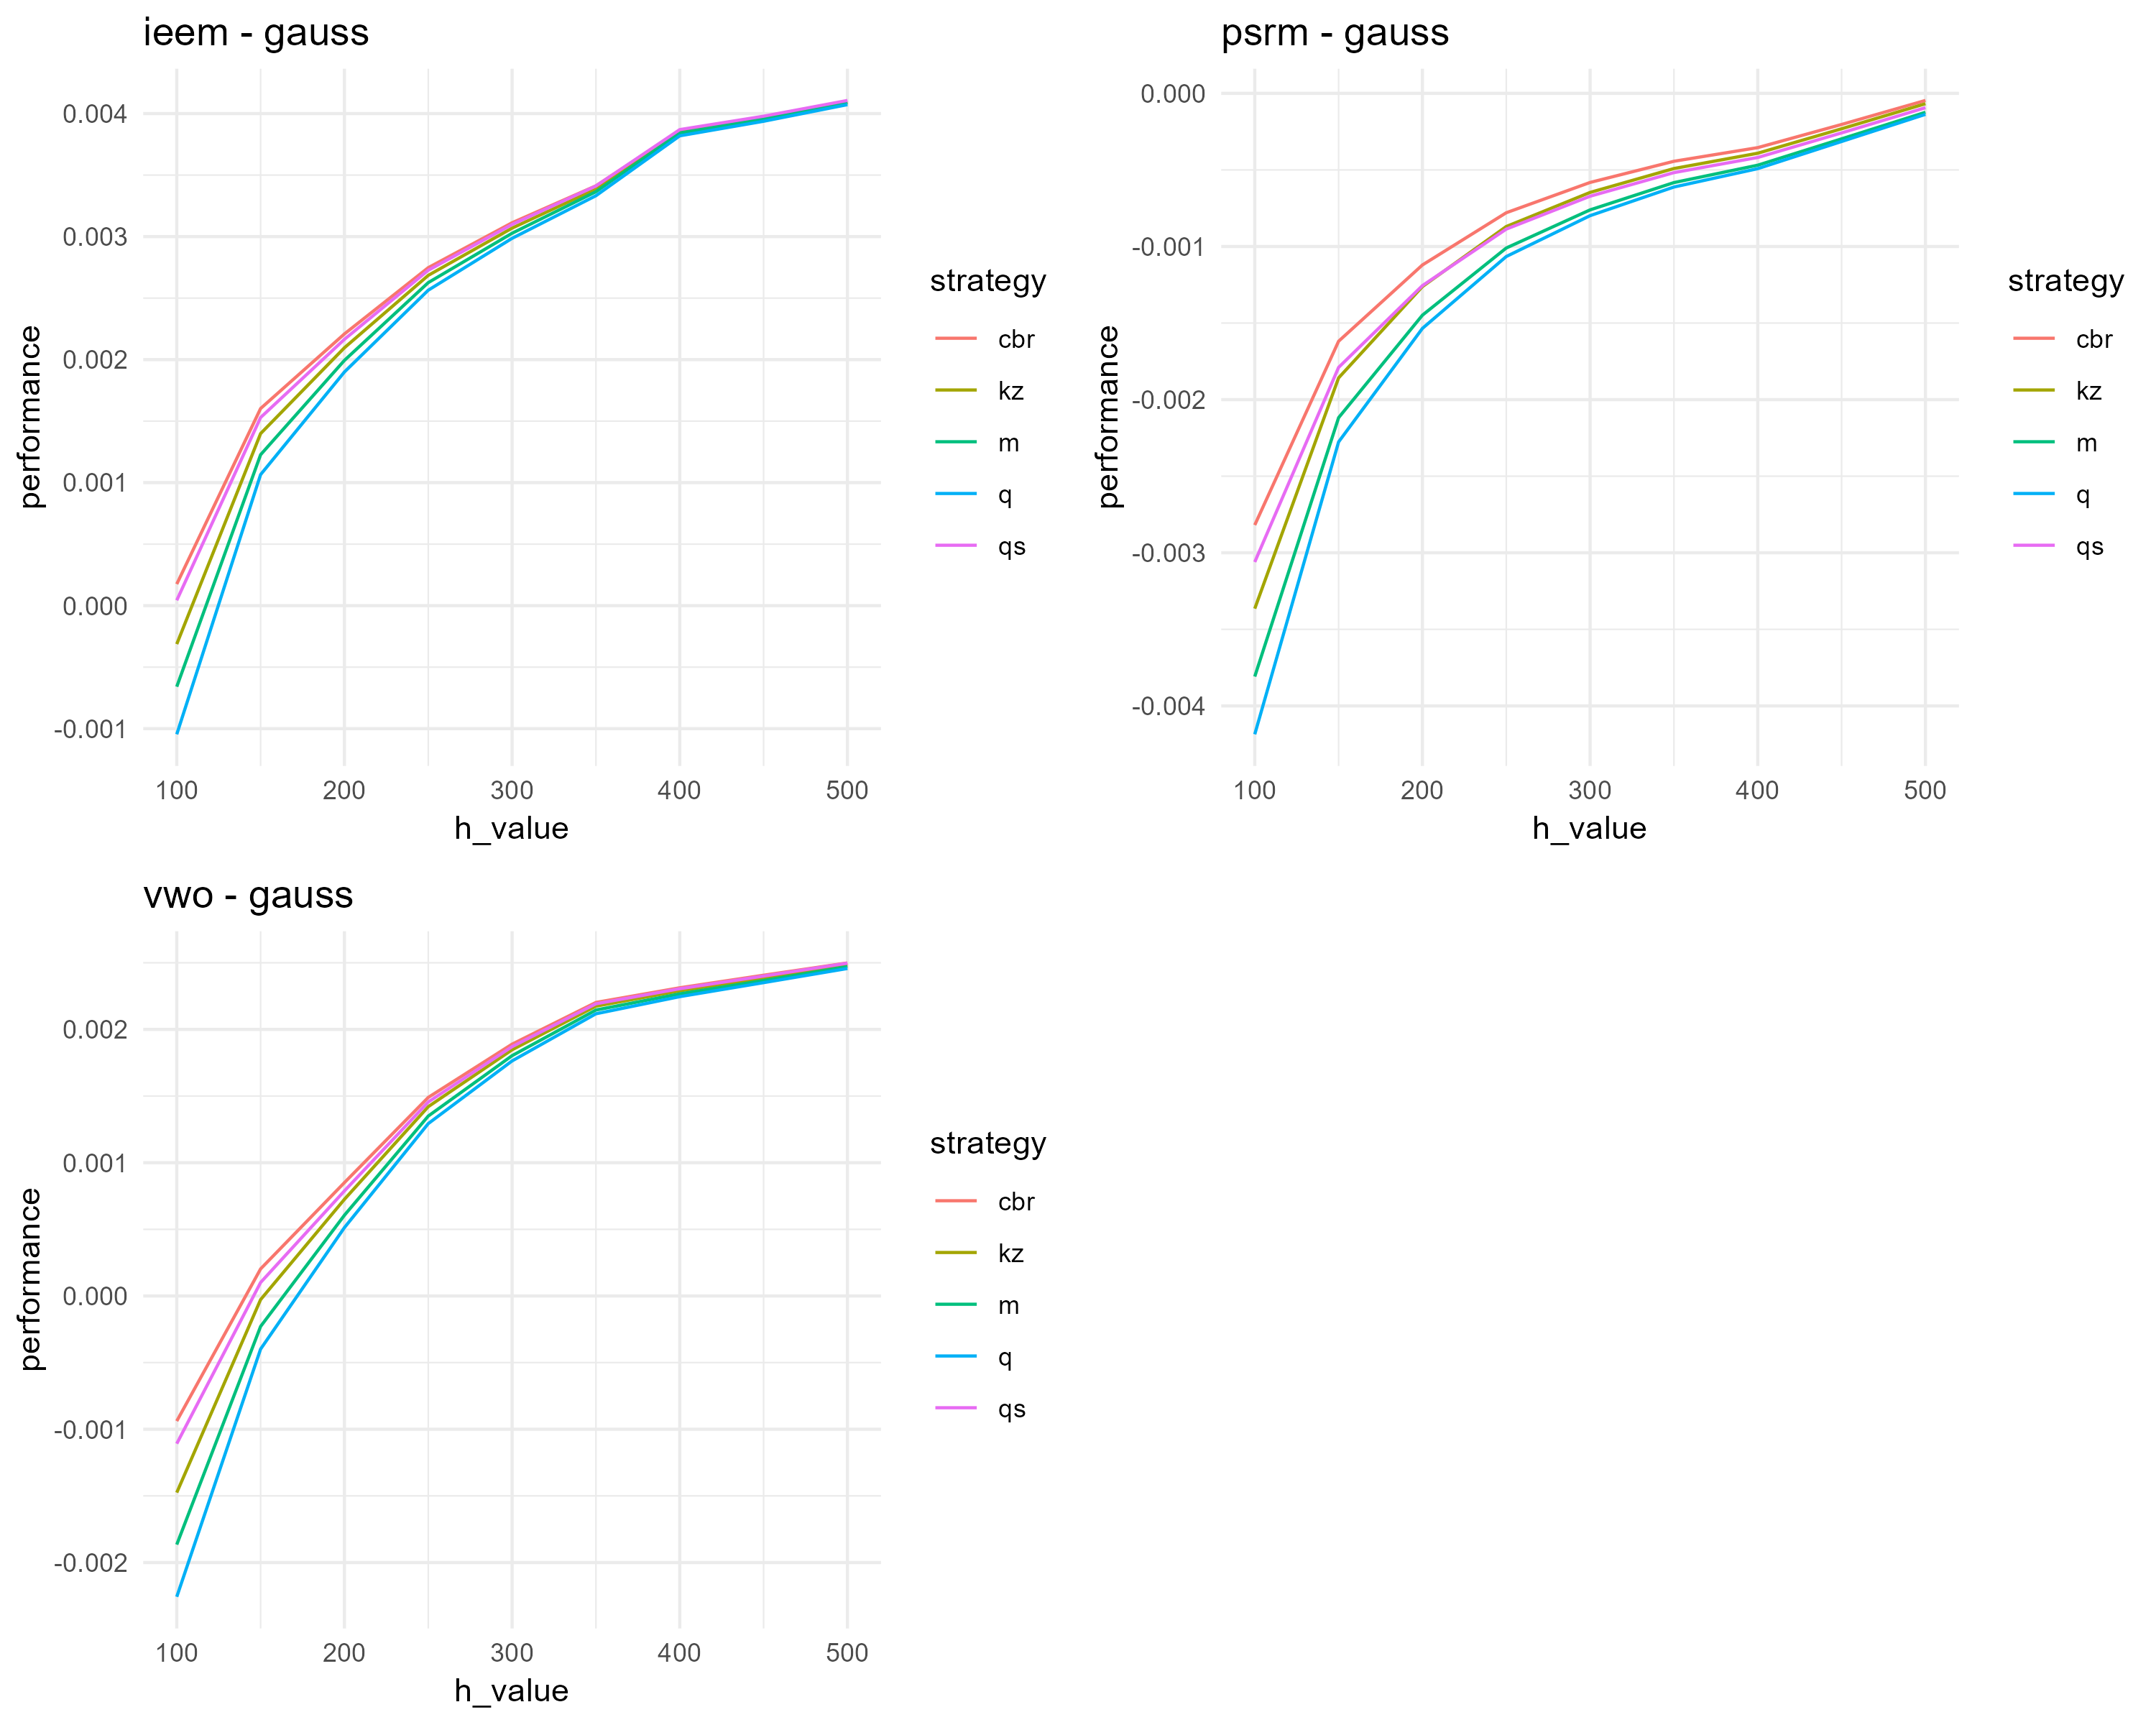 ieem - gauss
performance
0.004
0.003
0.002
0.001
0.000
-0.001
100 200 300 400 500
h_value
strategy
cbr
kz
m
q
qs
psrm - gauss
performance
0.000
-0.001
-0.002
-0.003
-0.004
100 200 300 400 500
h_value
strategy
cbr
kz
m
q
qs
vwo - gauss
performance
0.002
0.001
0.000
-0.001
-0.002
100 200 300 400 500
h_value
strategy
cbr
kz
m
q
qs